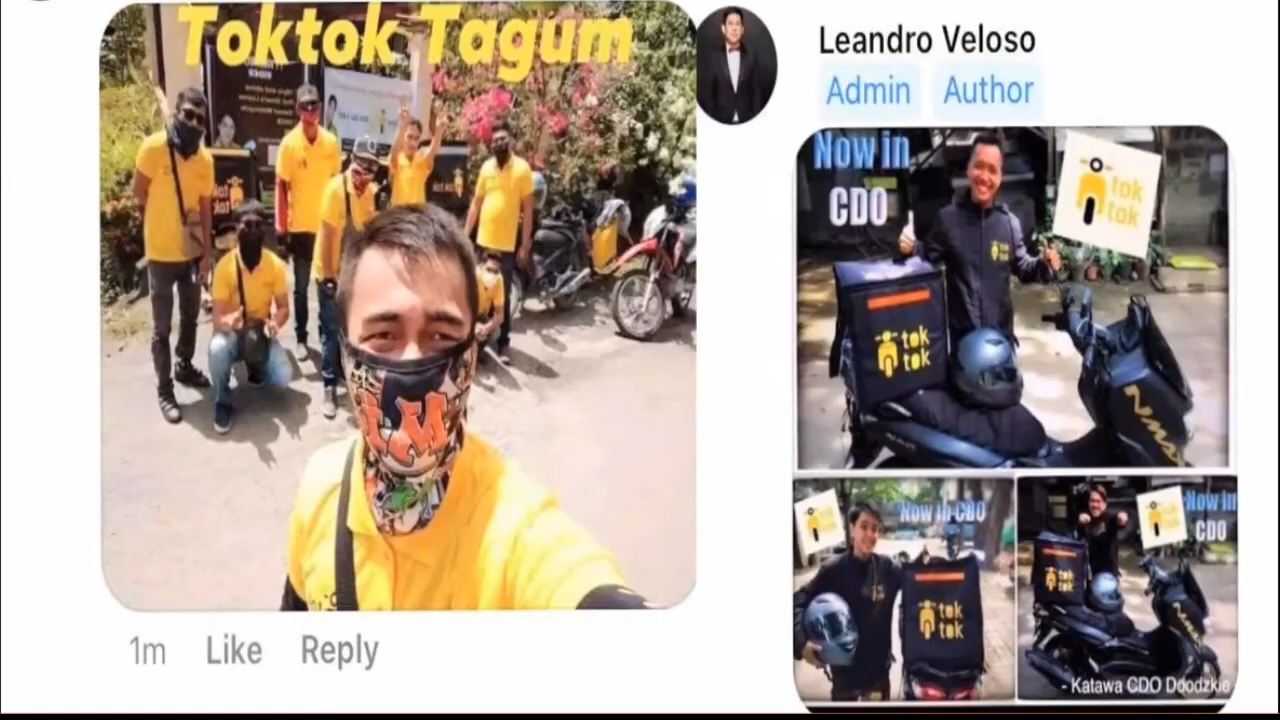 Toktok Tagum
1m
Like
Reply
Leandro Veloso
Admin
Author
Now in
CDO
tok
tok
tok
tok
NMAX
Now in CDO
tok
tok
Now in
CDO
tok
tok
- Katawa CDO Doodzkie